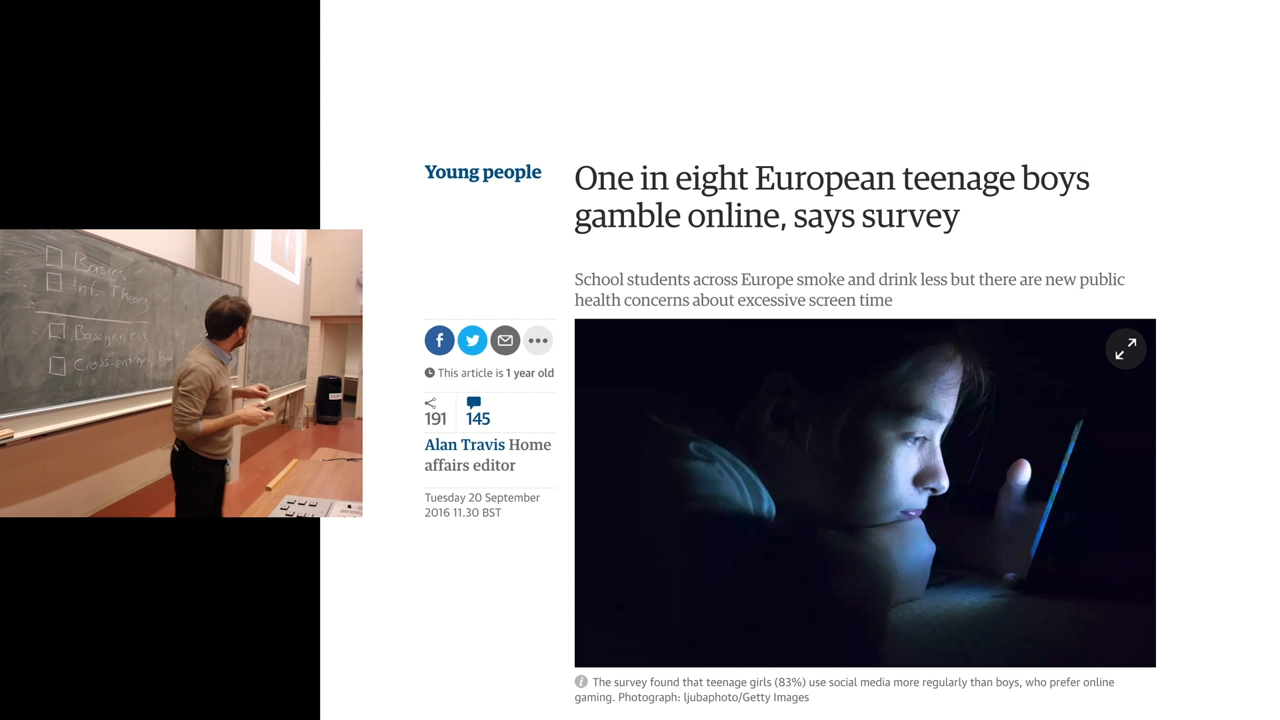 Basics
Inf. Theory
Young people
One in eight European teenage boys
gamble online, says survey
School students across Europe smoke and drink less but there are new public
health concerns about excessive screen time
This article is 1 year old
191
145
Alan Travis Home
affairs editor
Tuesday 20 September
2016 11.30 BST
The survey found that teenage girls (83%) use social media more regularly than boys, who prefer online
gaming. Photograph: ljubaphoto/Getty Images